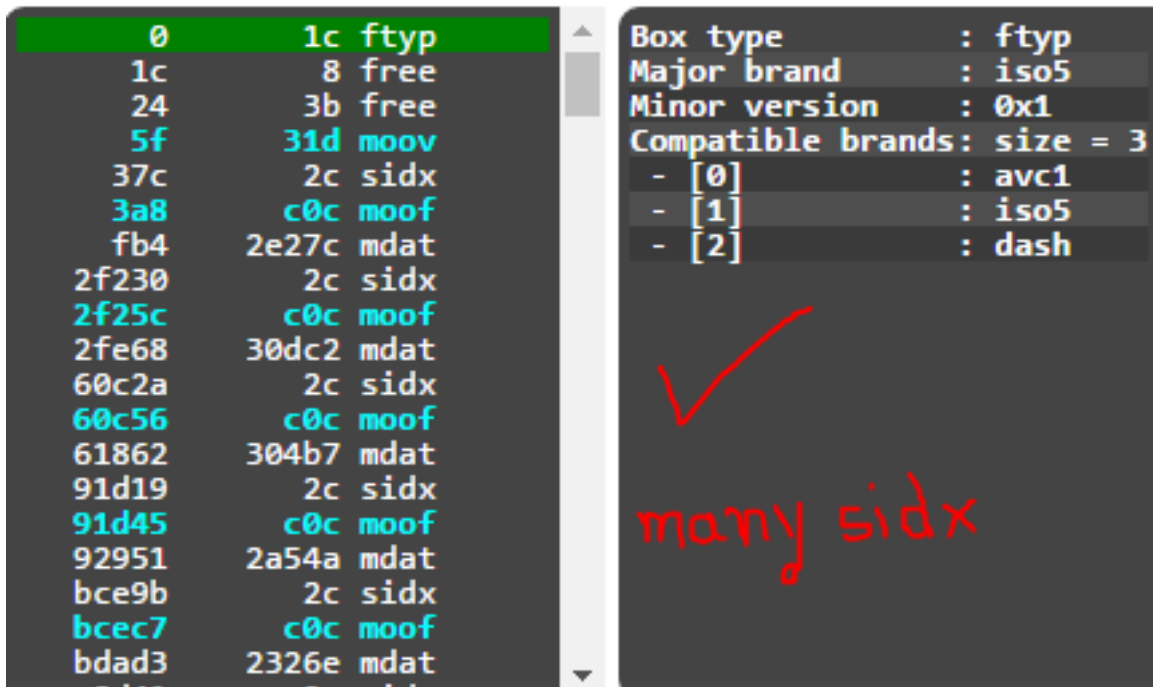 0 1c ftyp
1c 8 free
24 3b free
5f 31d moov
37c 2c sidx
3a8 c0c moof
fb4 2e27c mdat
2f230 2c sidx
2f25c c0c moof
2fe68 30dc2 mdat
60c2a 2c sidx
60c56 c0c moof
61862 304b7 mdat
91d19 2c sidx
91d45 c0c moof
92951 2a54a mdat
bce9b 2c sidx
bcec7 c0c moof
bdad3 2326e mdat
Box type : ftyp
Major brand : iso5
Minor version : 0x1
Compatible brands: size = 3
- [0] : avc1
- [1] : iso5
- [2] : dash
many sidx